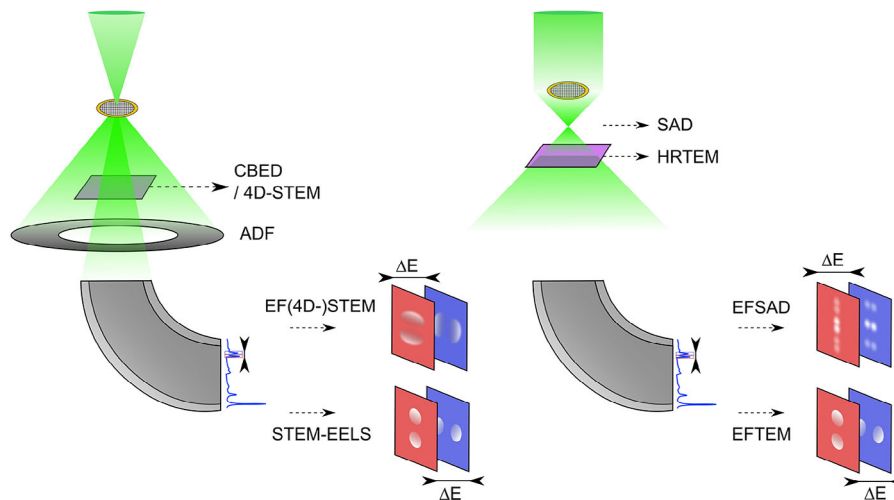 CBED
/ 4D-STEM
ADF
ΔE
EF(4D-)STEM
STEM-EELS
ΔE
SAD
HRTEM
ΔE
EFSAD
EFTEM
ΔE